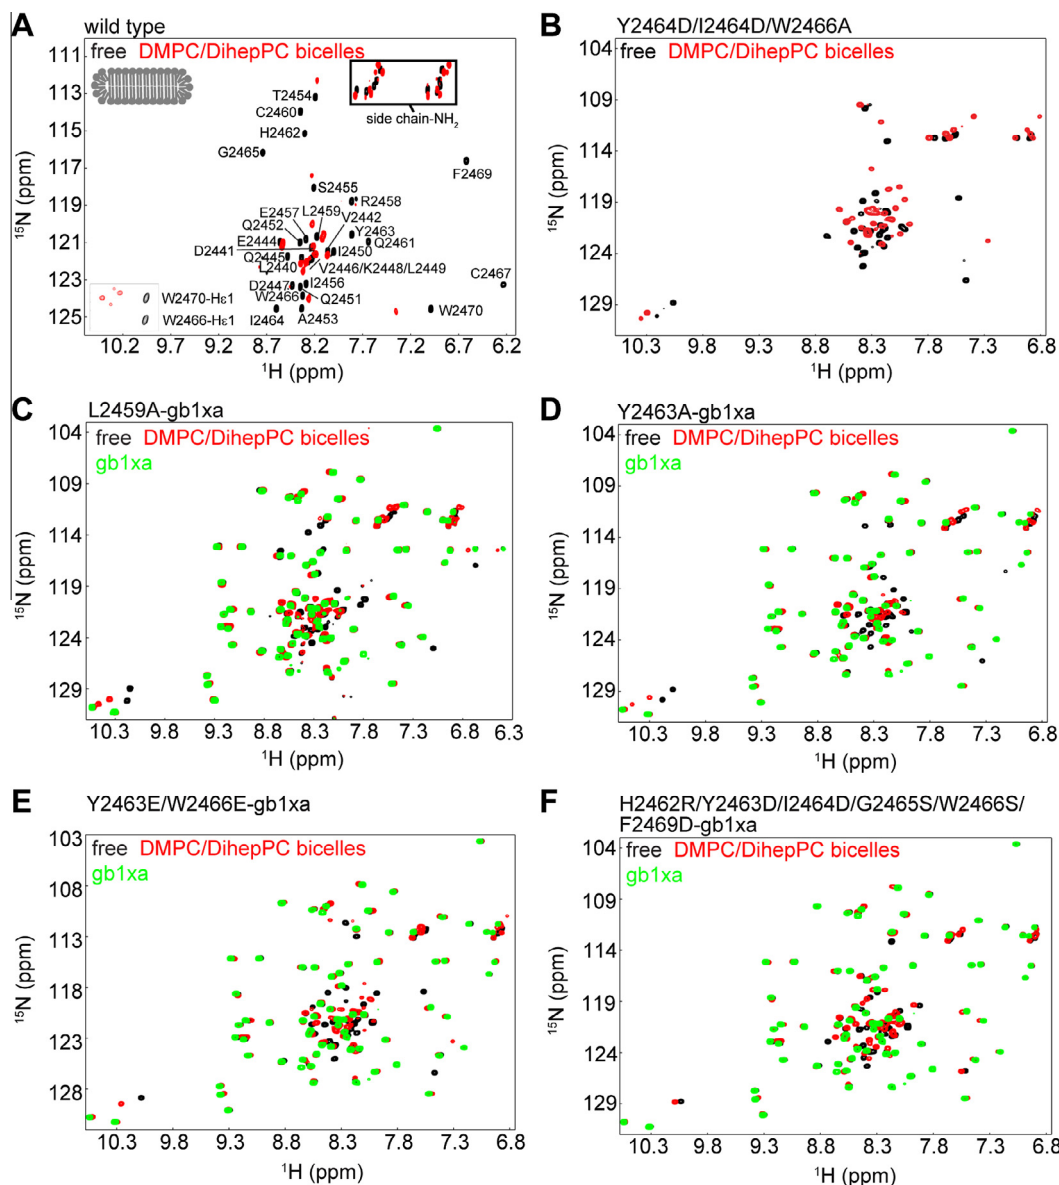 A
wild type
free DMPC/DihepPC bicelles
111
113
115
117
119
121
123
125
15N (ppm)
T2454
C2460
H2462
G2465
side chain-NH2
F2469
S2455
R2458
E2457
L2459
V2442
Q2452
Y2463
E2444
Q2461
D2441
Q2445
I2450
C2467
L2440
V2446/K2448/L2449
D2447
I2456
W2466
Q2451
W2470-Hε1
W2466-Hε1
I2464
A2453
W2470
10.2 9.7 9.2 8.7 8.2 7.7 7.2 6.7 6.2
1H (ppm)
B
Y2464D/I2464D/W2466A
free DMPC/DihepPC bicelles
104
109
114
119
124
129
15N (ppm)
10.3 9.8 9.3 8.8 8.3 7.8 7.3 6.8
1H (ppm)
C
L2459A-gb1xa
free DMPC/DihepPC bicelles
gb1xa
104
109
114
119
124
129
15N (ppm)
10.3 9.8 9.3 8.8 8.3 7.8 7.3 6.8 6.3
1H (ppm)
D
Y2463A-gb1xa
free DMPC/DihepPC bicelles
gb1xa
104
109
114
119
124
129
15N (ppm)
10.3 9.8 9.3 8.8 8.3 7.8 7.3 6.8
1H (ppm)
E
Y2463E/W2466E-gb1xa
free DMPC/DihepPC bicelles
gb1xa
103
108
113
118
123
128
15N (ppm)
10.3 9.8 9.3 8.8 8.3 7.8 7.3 6.8
1H (ppm)
F
H2462R/Y2463D/I2464D/G2465S/W2466S/
F2469D-gb1xa
free DMPC/DihepPC bicelles
gb1xa
104
109
114
119
124
129
15N (ppm)
10.3 9.8 9.3 8.8 8.3 7.8 7.3 6.8
1H (ppm)